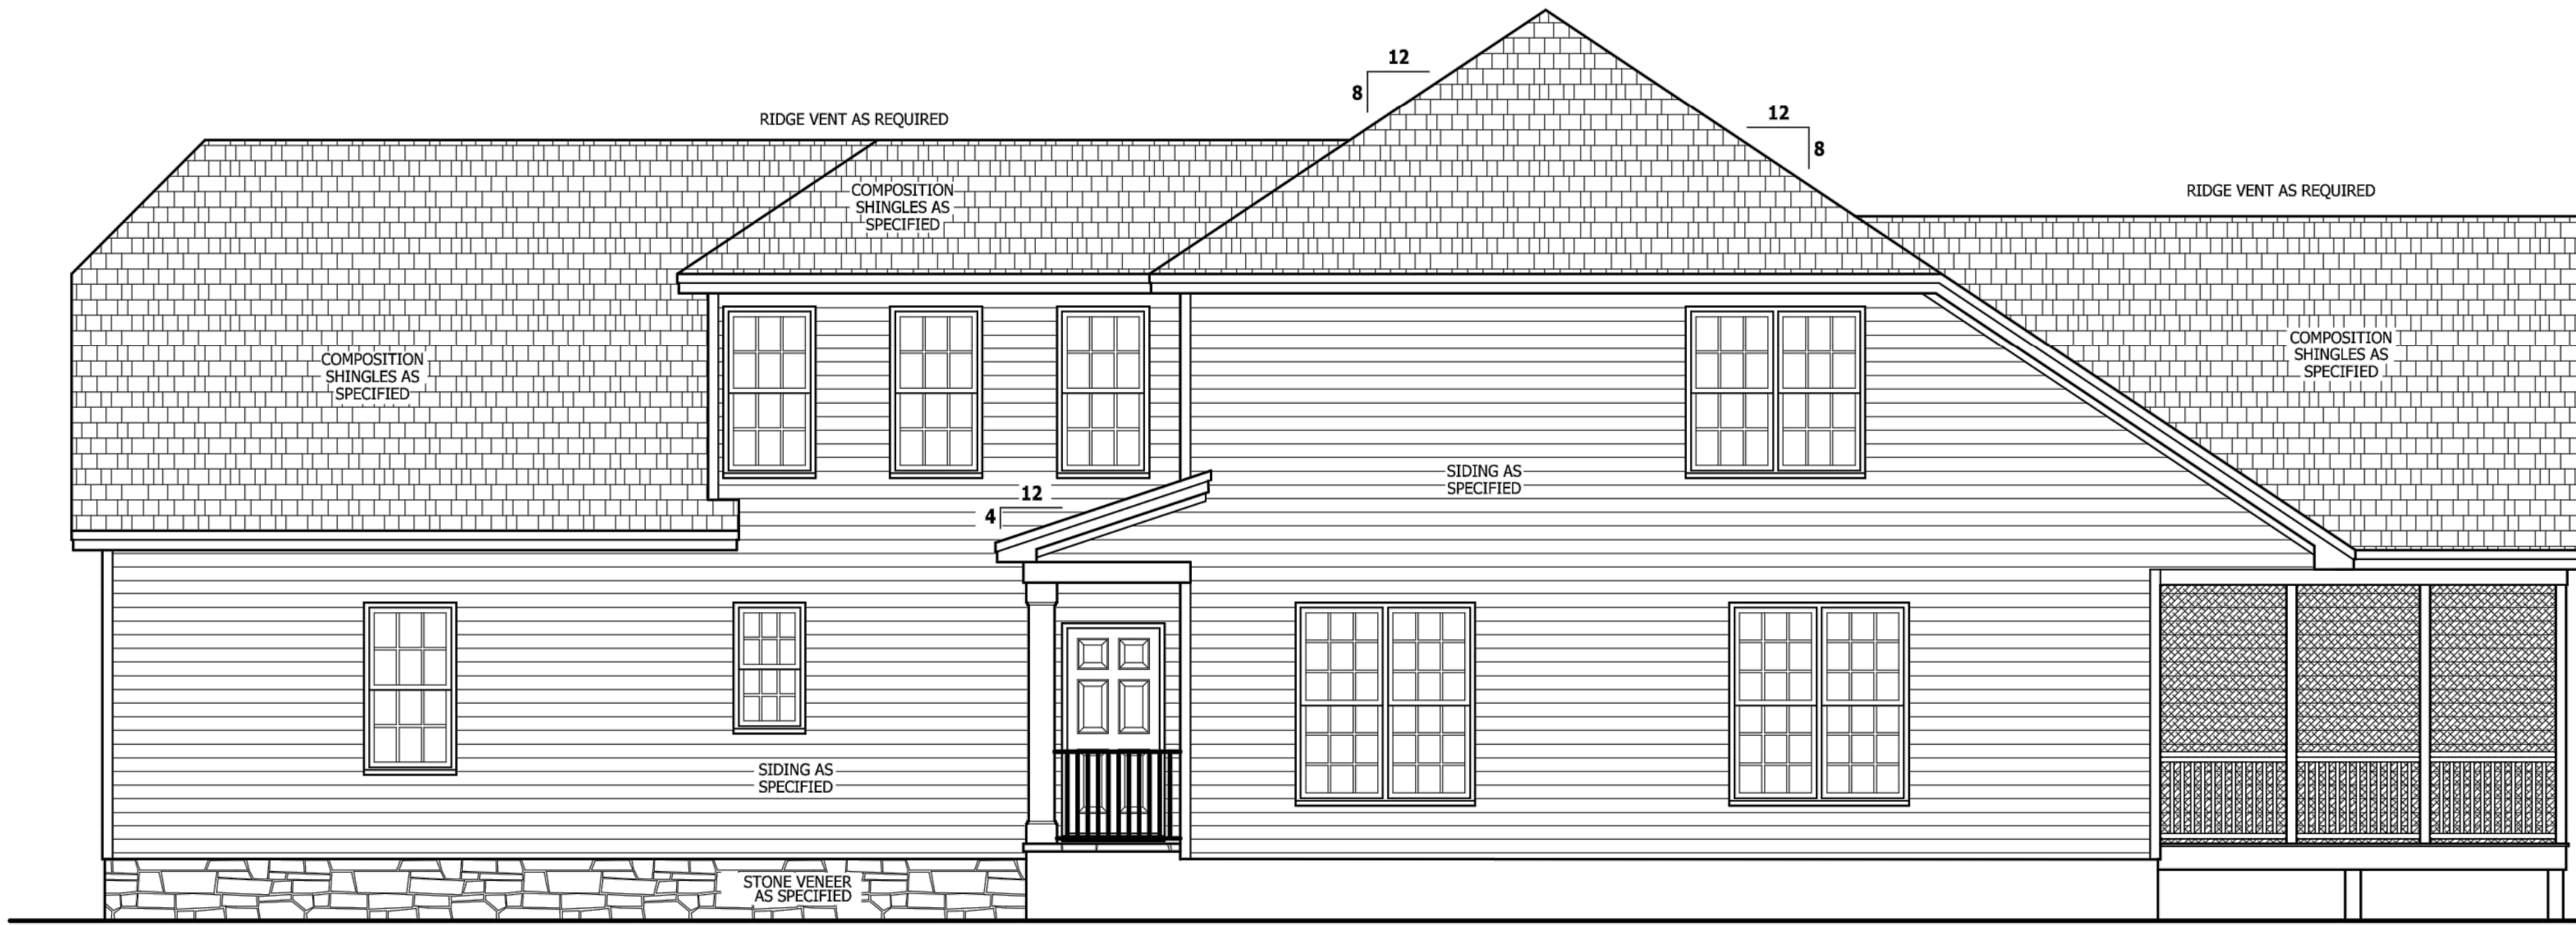 12
8
12
8
RIDGE VENT AS REQUIRED
RIDGE VENT AS REQUIRED
COMPOSITION
SHINGLES AS
SPECIFIED
COMPOSITION
SHINGLES AS
SPECIFIED
COMPOSITION
SHINGLES AS
SPECIFIED
SIDING AS
SPECIFIED
12
4
SIDING AS
SPECIFIED
STONE VENEER
AS SPECIFIED